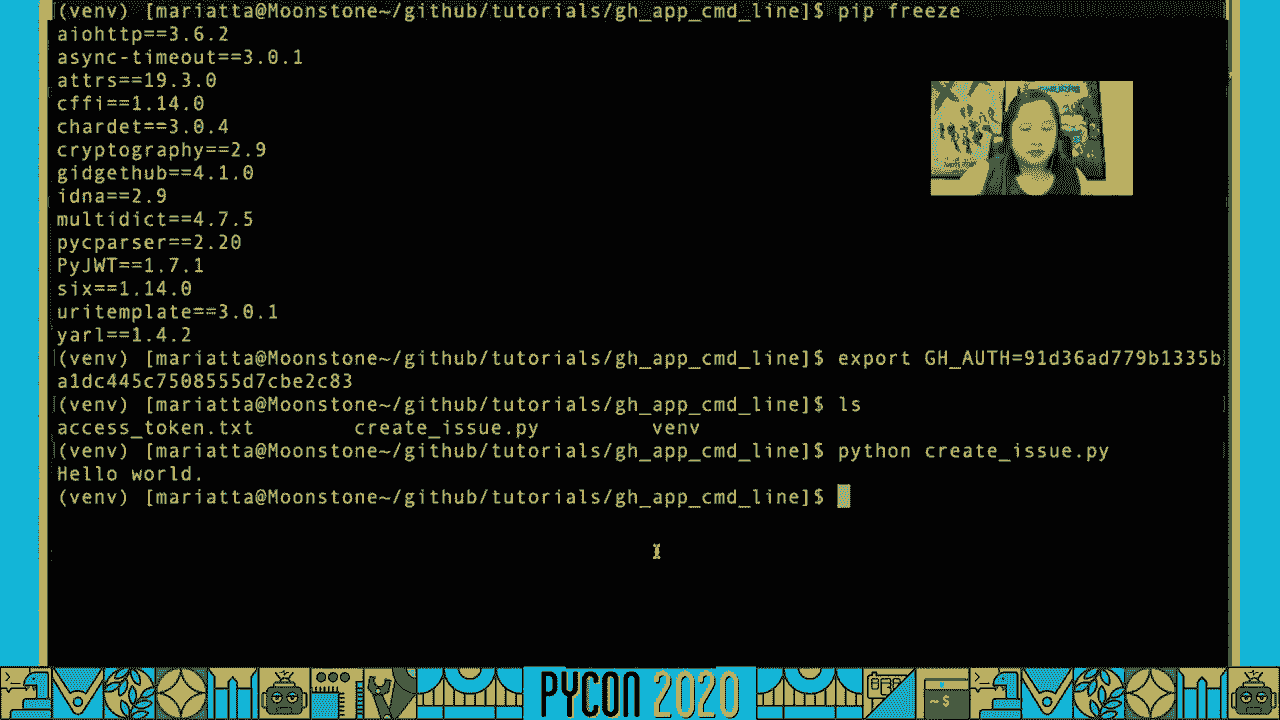 (venv) [mariatta@Moonstone~/github/tutorials/gh_app_cmd_line]$ pip freeze
aiohttp==3.6.2
async-timeout==3.0.1
attrs==19.3.0
cffi==1.14.0
chardet==3.0.4
cryptography==2.9
gidgethub==4.1.0
idna==2.9
multidict==4.7.5
pycparser==2.20
PyJWT==1.7.1
six==1.14.0
uritemplate==3.0.1
yarl==1.4.2
(venv) [mariatta@Moonstone~/github/tutorials/gh_app_cmd_line]$ export GH_AUTH=91d36ad779b1335b
a1dc445c7508555d7cbe2c83
(venv) [mariatta@Moonstone~/github/tutorials/gh_app_cmd_line]$ ls
access_token.txt create_issue.py venv
(venv) [mariatta@Moonstone~/github/tutorials/gh_app_cmd_line]$ python create_issue.py
Hello world.
(venv) [mariatta@Moonstone~/github/tutorials/gh_app_cmd_line]$
PYCON 2020
~$